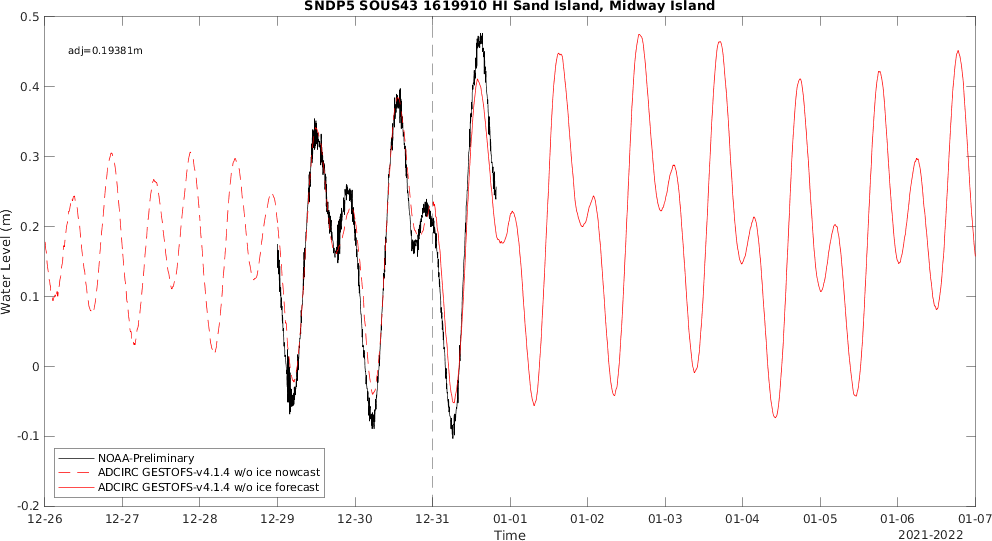 SNDP5 SOUS43 1619910 HI Sand Island, Midway Island
adj=0.19381m
0.5
0.4
0.3
0.2
0.1
0
-0.1
-0.2
Water Level (m)
NOAA-Preliminary
ADCIRC GESTOFS-v4.1.4 w/o ice nowcast
ADCIRC GESTOFS-v4.1.4 w/o ice forecast
12-26 12-27 12-28 12-29 12-30 12-31 01-01 01-02 01-03 01-04 01-05 01-06 01-07
Time
2021-2022